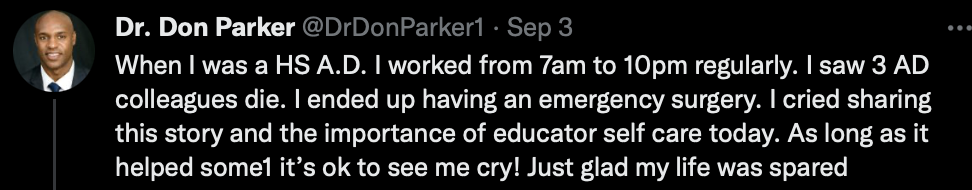 Dr. Don Parker @DrDonParker1 · Sep 3
When I was a HS A.D. I worked from 7am to 10pm regularly. I saw 3 AD
colleagues die. I ended up having an emergency surgery. I cried sharing
this story and the importance of educator self care today. As long as it
helped some1 it’s ok to see me cry! Just glad my life was spared